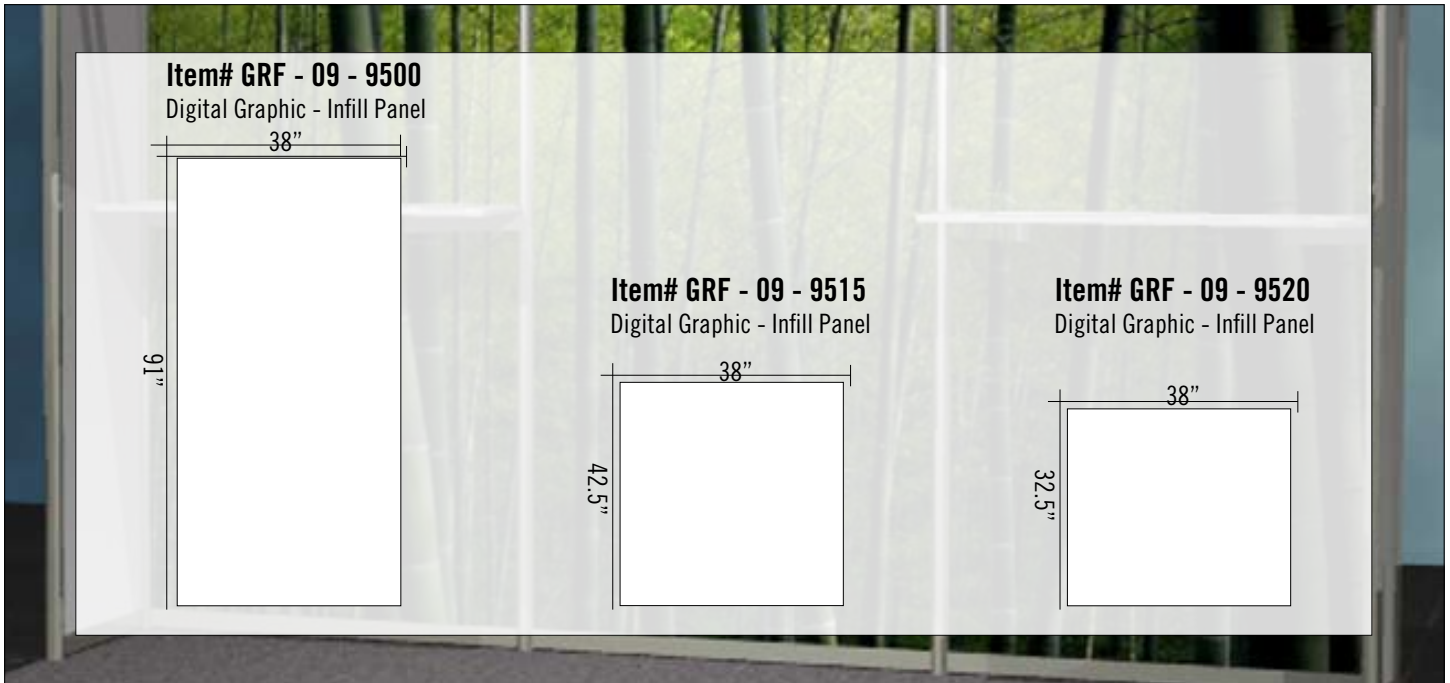 Item# GRF - 09 - 9500
Digital Graphic - Infill Panel
38”
91”
Item# GRF - 09 - 9515
Digital Graphic - Infill Panel
38”
42.5”
Item# GRF - 09 - 9520
Digital Graphic - Infill Panel
38”
32.5”